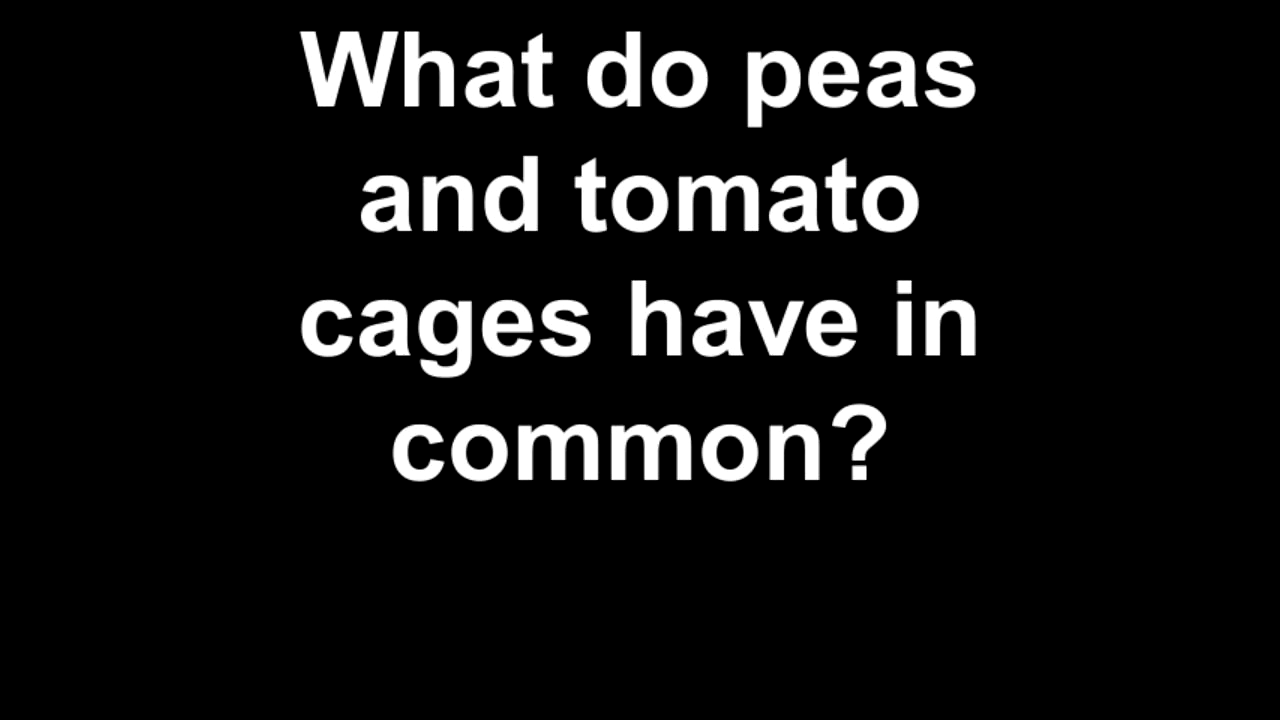 What do peas
and tomato
cages have in
common?